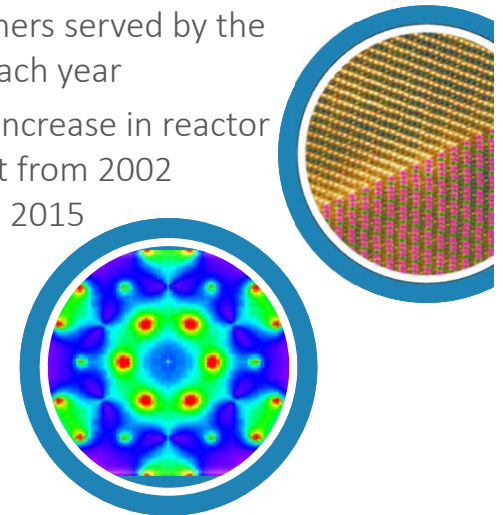 ners served by the
ach year
ncrease in reactor
t from 2002
2015